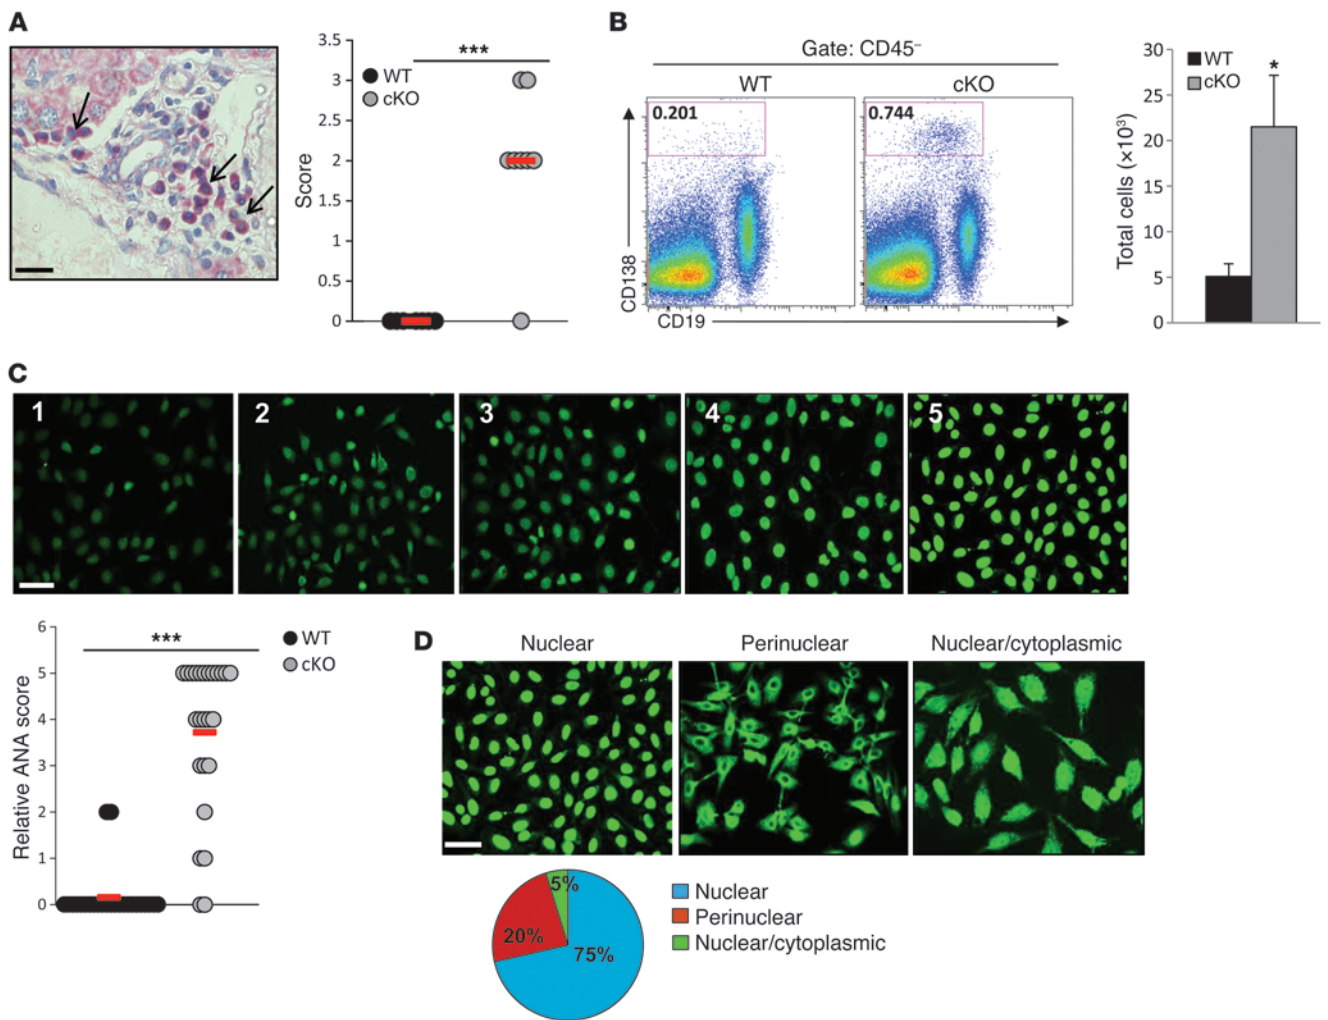 A
***
WT
cKO
Score
3.5
3
2.5
2
1.5
1
0.5
0
B
Gate: CD45⁻
WT
cKO
0.201
0.744
CD138
CD19
WT
cKO
*
Total cells (×10³)
30
25
20
15
10
5
0
C
1
2
3
4
5
***
WT
cKO
Relative ANA score
6
5
4
3
2
1
0
D
Nuclear
Perinuclear
Nuclear/cytoplasmic
5%
20%
75%
Nuclear
Perinuclear
Nuclear/cytoplasmic